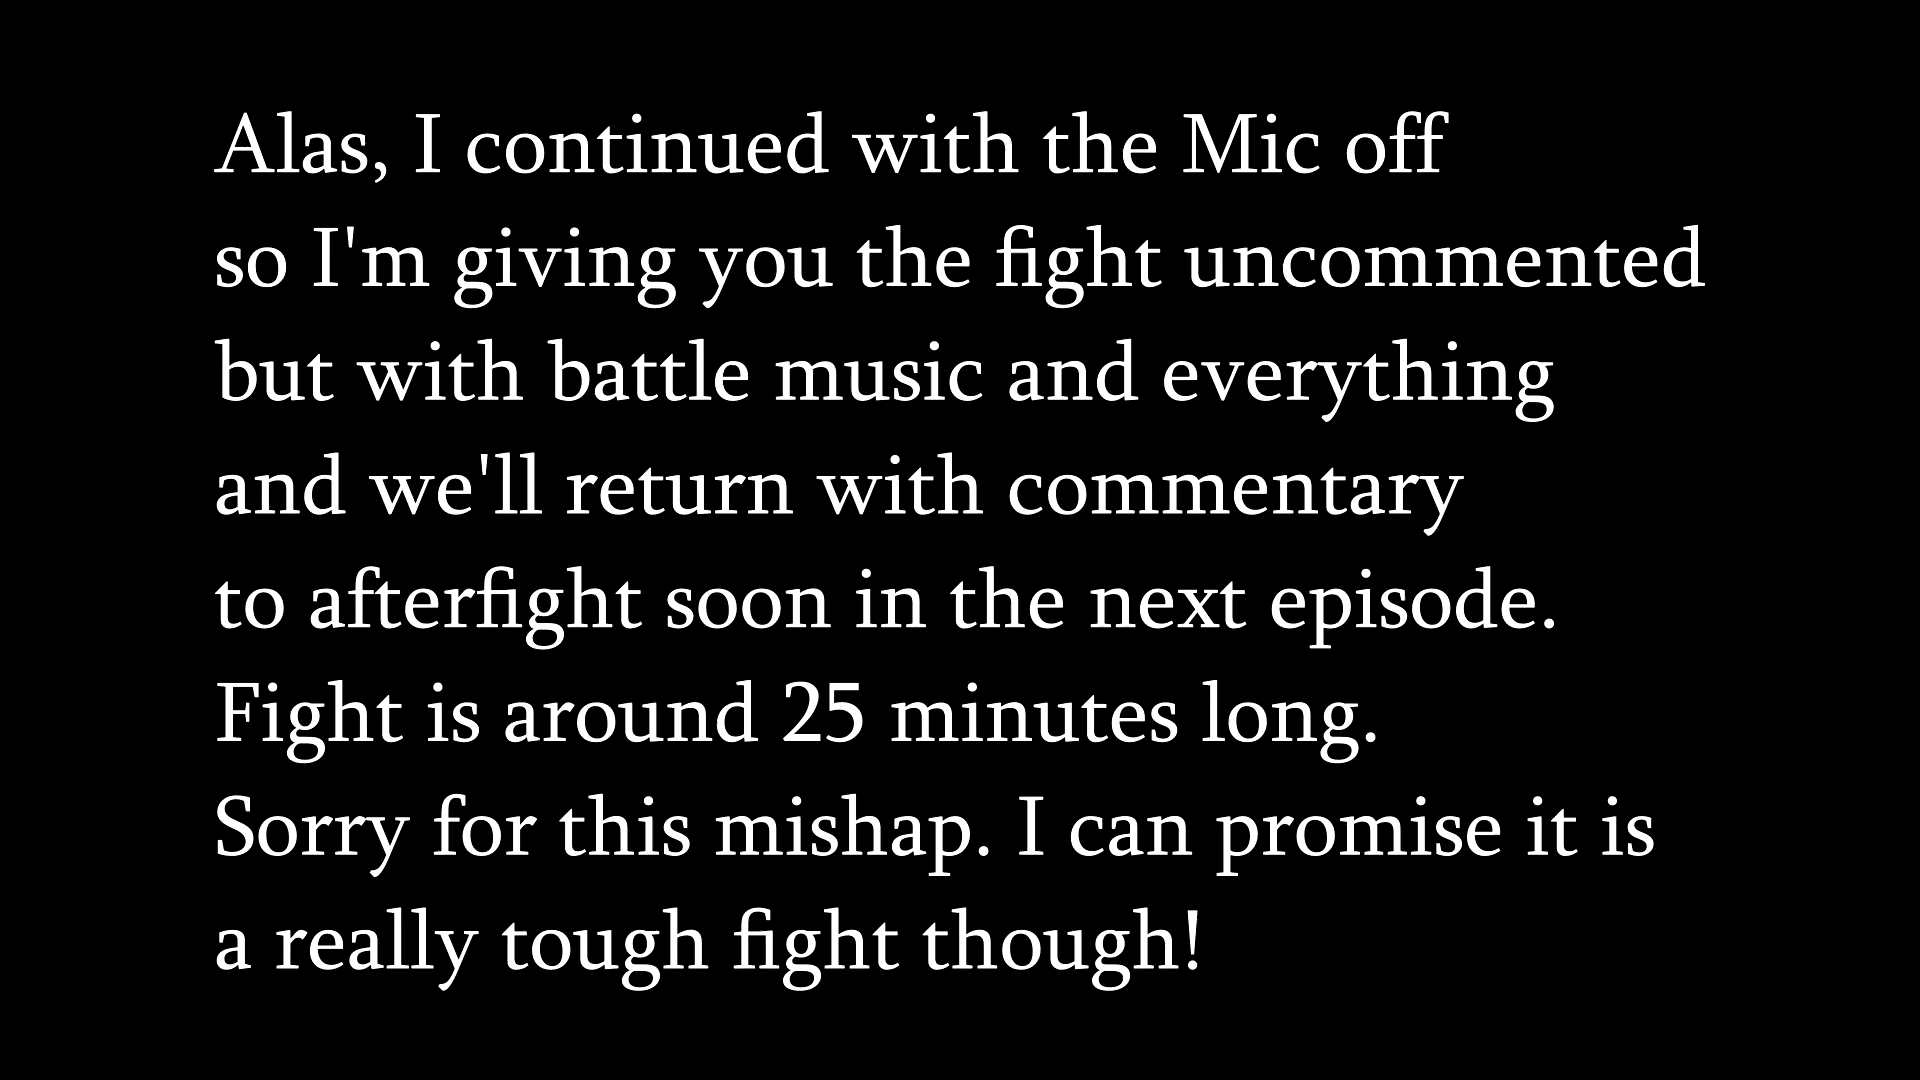 Alas, I continued with the Mic off
so I'm giving you the fight uncommented
but with battle music and everything
and we'll return with commentary
to afterfight soon in the next episode.
Fight is around 25 minutes long.
Sorry for this mishap. I can promise it is
a really tough fight though!